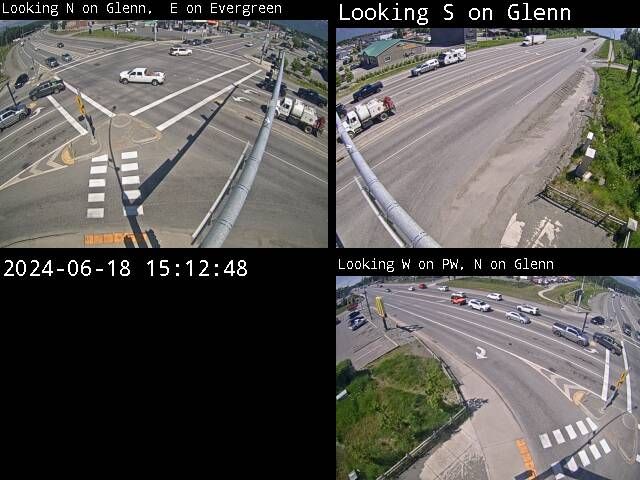 Looking N on Glenn, E on Evergreen
Looking S on Glenn
2024-06-18 15:12:48
Looking W on PW, N on Glenn